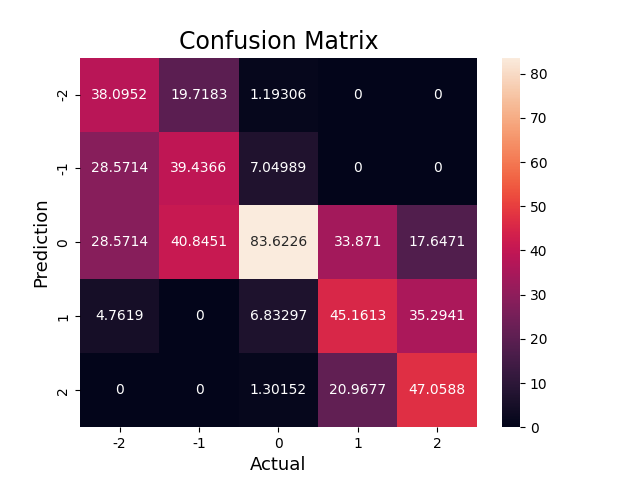 Confusion Matrix
-2 38.0952 19.7183 1.19306 0 0
-1 28.5714 39.4366 7.04989 0 0
0 28.5714 40.8451 83.6226 33.871 17.6471
1 4.7619 0 6.83297 45.1613 35.2941
2 0 0 1.30152 20.9677 47.0588
-2 -1 0 1 2
Prediction
Actual
80
70
60
50
40
30
20
10
0